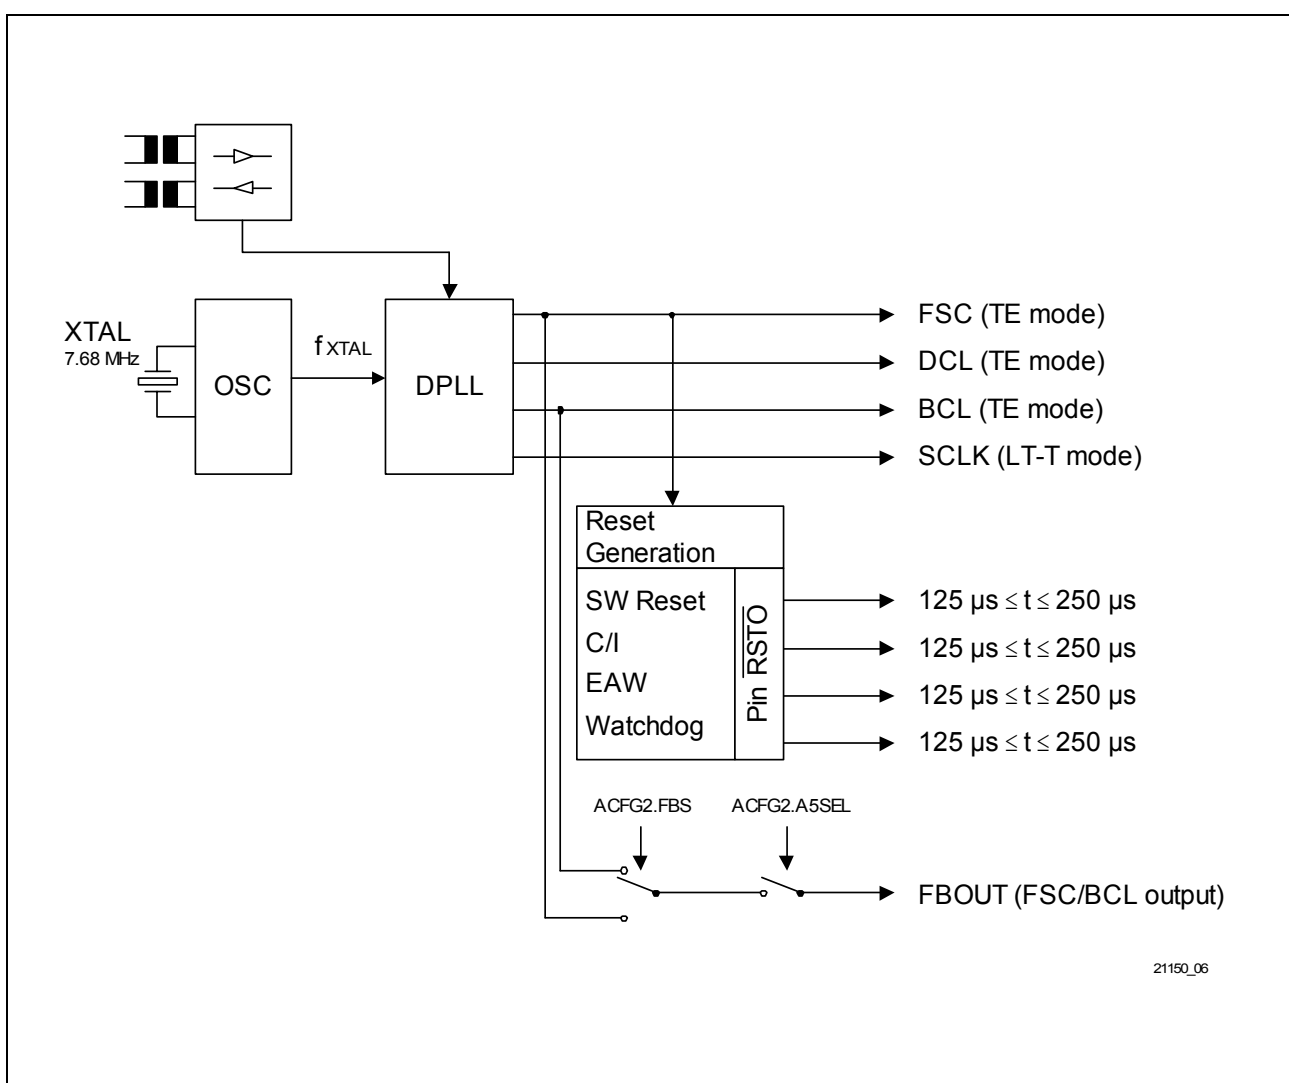 XTAL
7.68 MHz
OSC
fXTAL
DPLL
FSC (TE mode)
DCL (TE mode)
BCL (TE mode)
SCLK (LT-T mode)
Reset
Generation
SW Reset
C/I
EAW
Watchdog
Pin RSTO
125 µs ≤ t ≤ 250 µs
125 µs ≤ t ≤ 250 µs
125 µs ≤ t ≤ 250 µs
125 µs ≤ t ≤ 250 µs
ACFG2.FBS
ACFG2.A5SEL
FBOUT (FSC/BCL output)
21150_06